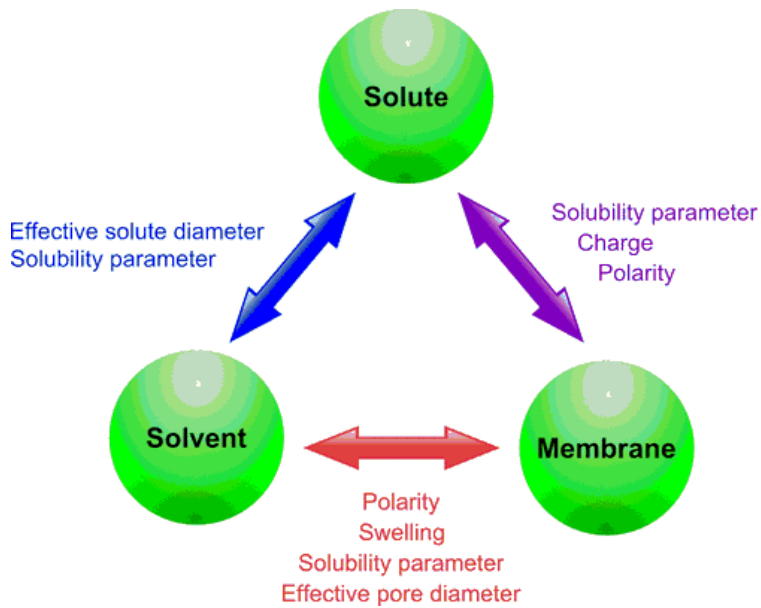 Solute
Effective solute diameter
Solubility parameter
Solubility parameter
Charge
Polarity
Solvent
Membrane
Polarity
Swelling
Solubility parameter
Effective pore diameter